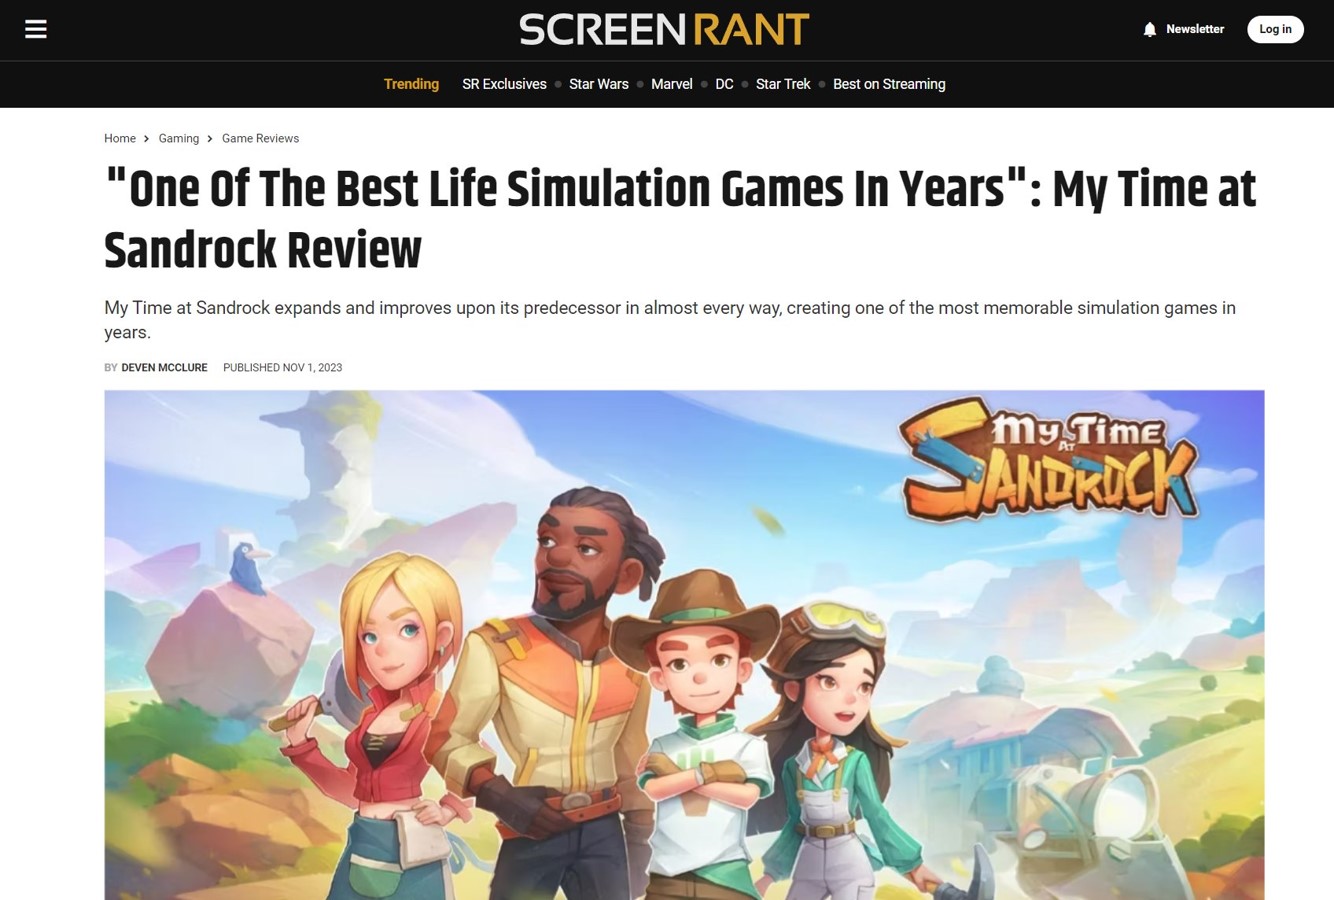 SCREENRANT
Newsletter
Log in
Trending SR Exclusives Star Wars Marvel DC Star Trek Best on Streaming
Home > Gaming > Game Reviews
"One Of The Best Life Simulation Games In Years": My Time at
Sandrock Review
My Time at Sandrock expands and improves upon its predecessor in almost every way, creating one of the most memorable simulation games in
years.
BY DEVEN MCCLURE PUBLISHED NOV 1, 2023
My Time
AT
SANDROCK